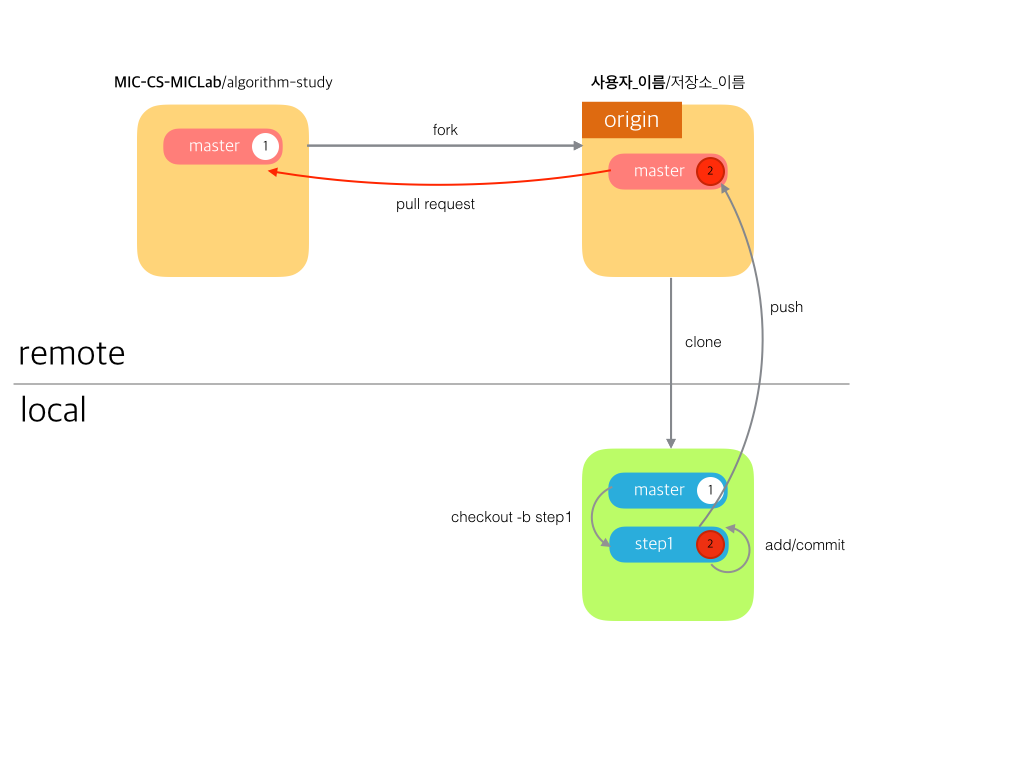 MIC-CS-MICLab/algorithm-study
사용자_이름/저장소_이름
origin
fork
master 1
master 2
pull request
push
clone
remote
local
master 1
checkout -b step1
step1 2
add/commit